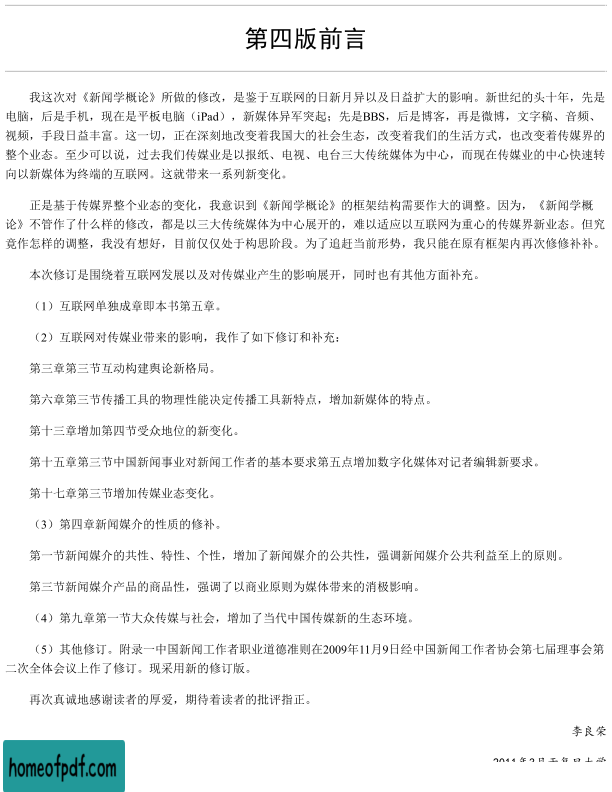 第四版前言
我这次对《新闻学概论》所做的修改，是鉴于互联网的日新月异以及日益扩大的影响。新世纪的头十年，先是
电脑，后是手机，现在是平板电脑（iPad），新媒体异军突起；先是BBS，后是博客，再是微博，文字稿、音频、
视频，手段日益丰富。这一切，正在深刻地改变着我国大的社会生态，改变着我们的生活方式，也改变着传媒界的
整个业态。至少可以说，过去我们传媒业是以报纸、电视、电台三大传统媒体为中心，而现在传媒业的中心快速转
向以新媒体为终端的互联网。这就带来一系列新变化。
正是基于传媒界整个业态的变化，我意识到《新闻学概论》的框架结构需要作大的调整。因为，《新闻学概
论》不管作了什么样的修改，都是以三大传统媒体为中心展开的，难以适应以互联网为重心的传媒界新业态。但究
竟作怎样的调整，我没有想好，目前仅仅处于构思阶段。为了追赶当前形势，我只能在原有框架内再次修修补补。
本次修订是围绕着互联网发展以及对传媒业产生的影响展开，同时也有其他方面补充。
（1）互联网单独成章即本书第五章。
（2）互联网对传媒业带来的影响，我作了如下修订和补充：
第三章第三节互动构建舆论新格局。
第六章第三节传播工具的物理性能决定传播工具新特点，增加新媒体的特点。
第十三章增加第四节受众地位的新变化。
第十五章第三节中国新闻事业对新闻工作者的基本要求第五点增加数字化媒体对记者编辑新要求。
第十七章第三节增加传媒业态变化。
（3）第四章新闻媒介的性质的修补。
第一节新闻媒介的共性、特性、个性，增加了新闻媒介的公共性，强调新闻媒介公共利益至上的原则。
第三节新闻媒介产品的商品性，强调了以商业原则为媒体带来的消极影响。
（4）第九章第一节大众传媒与社会，增加了当代中国传媒新的生态环境。
（5）其他修订。附录一中国新闻工作者职业道德准则在2009年11月9日经中国新闻工作者协会第七届理事会第
二次全体会议上作了修订。现采用新的修订版。
再次真诚地感谢读者的厚爱，期待着读者的批评指正。
李良荣
2011年3月于复旦大学
homeofpdf.com